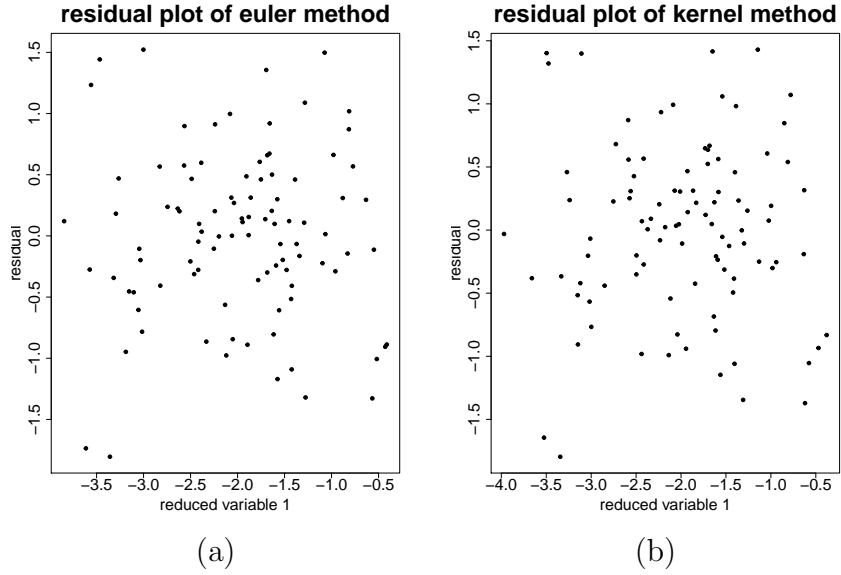 residual plot of euler method
1.5
1.0
0.5
0.0
−0.5
−1.0
−1.5
residual
−3.5 −3.0 −2.5 −2.0 −1.5 −1.0 −0.5
reduced variable 1
(a)
residual plot of kernel method
1.5
1.0
0.5
0.0
−0.5
−1.0
−1.5
residual
−4.0 −3.5 −3.0 −2.5 −2.0 −1.5 −1.0 −0.5
reduced variable 1
(b)